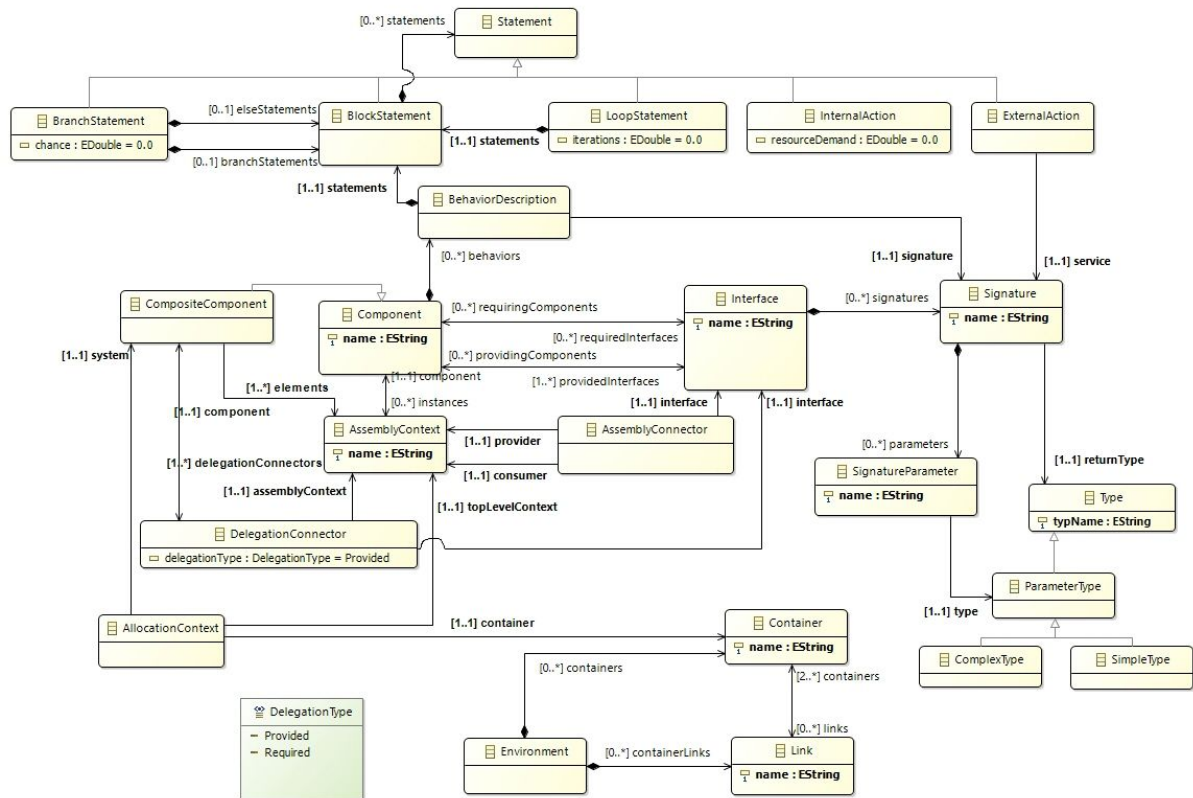 [0..*] statements
Statement
BranchStatement
chance : EDouble = 0.0
[0..1] elseStatements
[0..1] branchStatements
BlockStatement
[1..1] statements
LoopStatement
iterations : EDouble = 0.0
InternalAction
resourceDemand : EDouble = 0.0
ExternalAction
[1..1] statements
BehaviorDescription
[0..*] behaviors
[1..1] signature
[1..1] service
CompositeComponent
Component
name : EString
[0..*] requiringComponents
[0..*] requiredInterfaces
[0..*] providingComponents
[1..*] providedInterfaces
Interface
name : EString
[0..*] signatures
Signature
name : EString
[1..1] system
[1..*] elements
[1..1] component
[1..1] component
[0..*] instances
[1..1] interface
[1..1] interface
AssemblyContext
name : EString
[1..1] provider
[1..1] consumer
AssemblyConnector
[1..*] delegationConnectors
[1..1] assemblyContext
[1..1] topLevelContext
[0..*] parameters
SignatureParameter
name : EString
[1..1] returnType
Type
typName : EString
DelegationConnector
delegationType : DelegationType = Provided
ParameterType
[1..1] type
AllocationContext
[1..1] container
Container
name : EString
ComplexType
SimpleType
[0..*] containers
[2..*] containers
DelegationType
Provided
Required
[0..*] links
Environment
[0..*] containerLinks
Link
name : EString